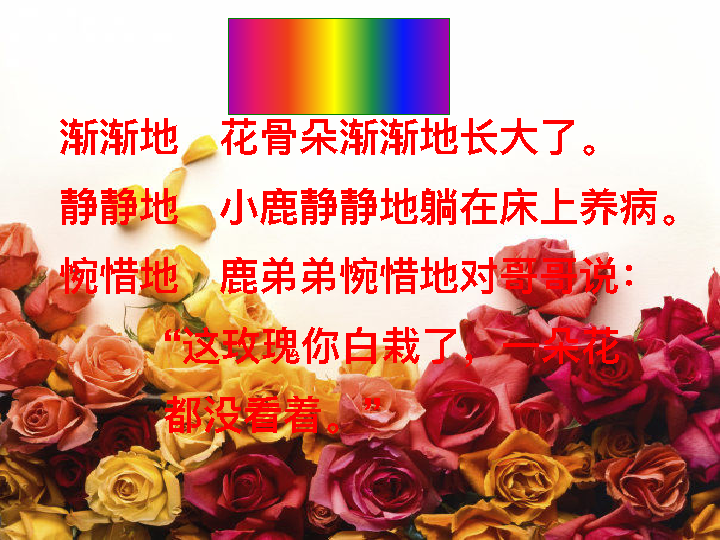 渐渐地 花骨朵渐渐地长大了。
静静地 小鹿静静地躺在床上养病。
惋惜地 鹿弟弟惋惜地对哥哥说：
“这玫瑰你白栽了，一朵花
都没看着。”